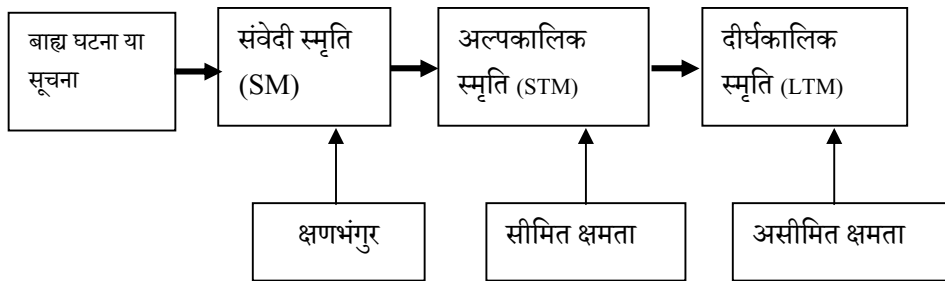 बाह्य घटना या
सूचना
संवेदी स्मृति
(SM)
अल्पकालिक
स्मृति (STM)
दीर्घकालिक
स्मृति (LTM)
क्षणभंगुर
सीमित क्षमता
असीमित क्षमता